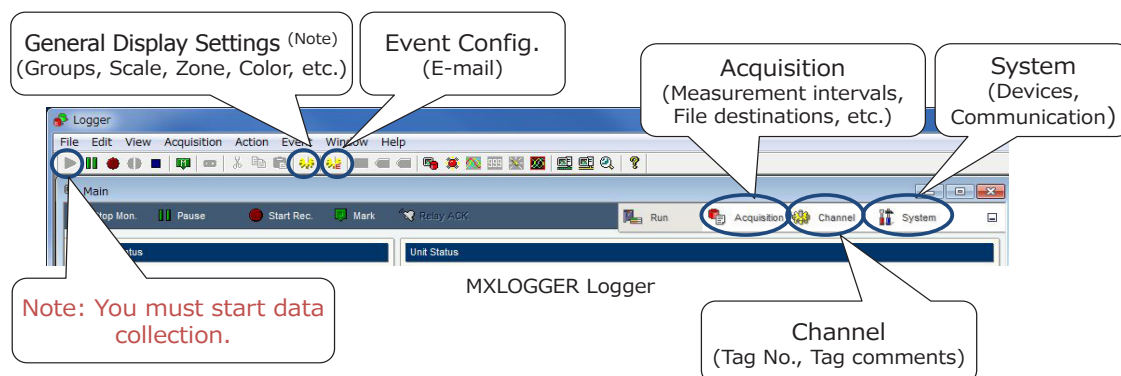 General Display Settings (Note)
(Groups, Scale, Zone, Color, etc.)
Event Config.
(E-mail)
Acquisition
(Measurement intervals,
File destinations, etc.)
System
(Devices,
Communication)
Logger
File Edit View Acquisition Action Event Window Help
Main
Stop Mon. Pause Start Rec. Mark Relay ACK Run Acquisition Channel System
Unit Status
MXLOGGER Logger
Note: You must start data
collection.
Channel
(Tag No., Tag comments)